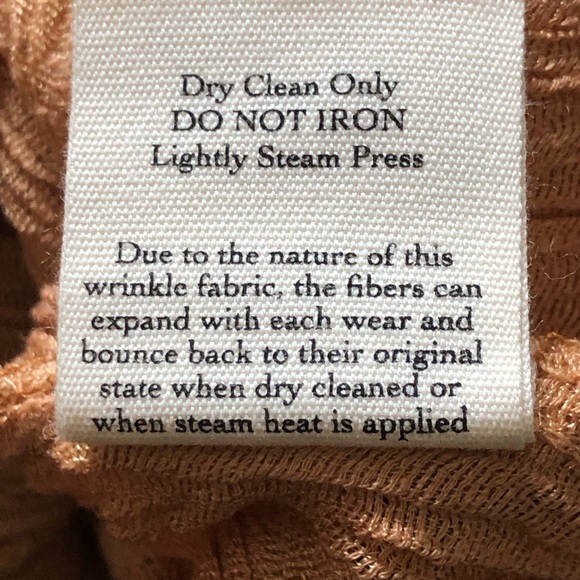 Dry Clean Only
DO NOT IRON
Lightly Steam Press
Due to the nature of this
wrinkle fabric, the fibers can
expand with each wear and
bounce back to their original
state when dry cleaned or
when steam heat is applied